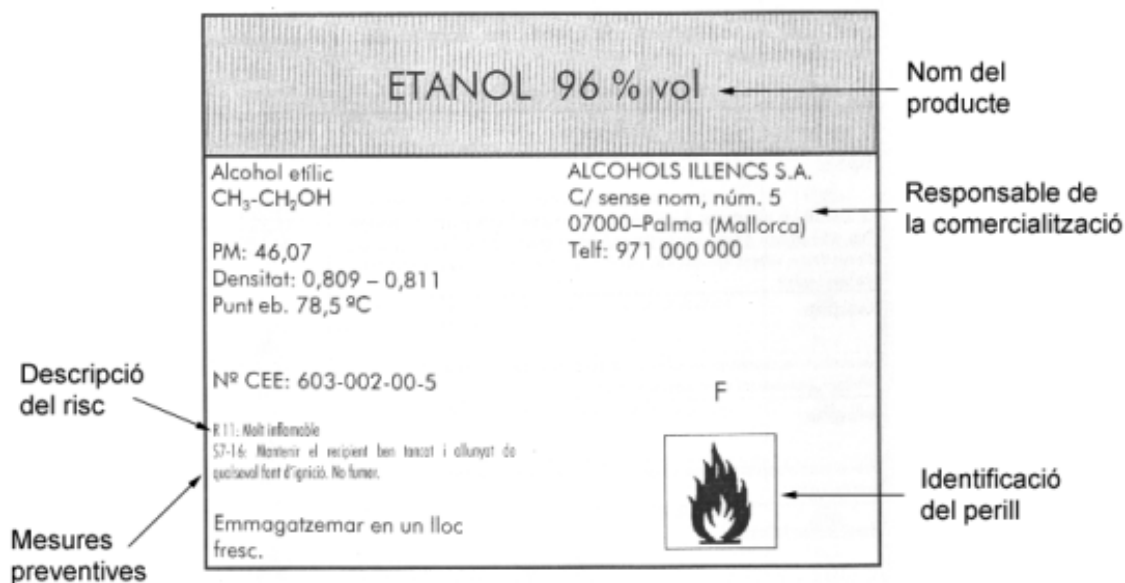 ETANOL 96 % vol
Nom del
producte
Alcohol etílic
CH₃-CH₂OH
PM: 46,07
Densitat: 0,809 – 0,811
Punt eb. 78,5 ºC
Nº CEE: 603-002-00-5
ALCOHOLS ILLENCS S.A.
C/ sense nom, núm. 5
07000–Palma (Mallorca)
Telf: 971 000 000
Responsable de
la comercialització
Descripció
del risc
R 11: Molt inflamable
S7-16: Mantenir el recipient ben tancat i allunyat de
qualsevol font d'ignició. No fumar.
Mesures
preventives
Emmagatzemar en un lloc
fresc.
F
Identificació
del perill